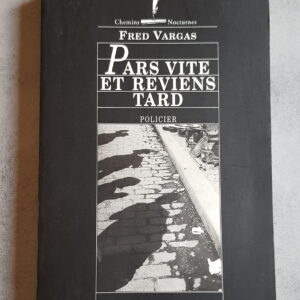 Chemins Nocturnes
FRED VARGAS
PARS VITE
ET REVIENS
TARD
POLICIER